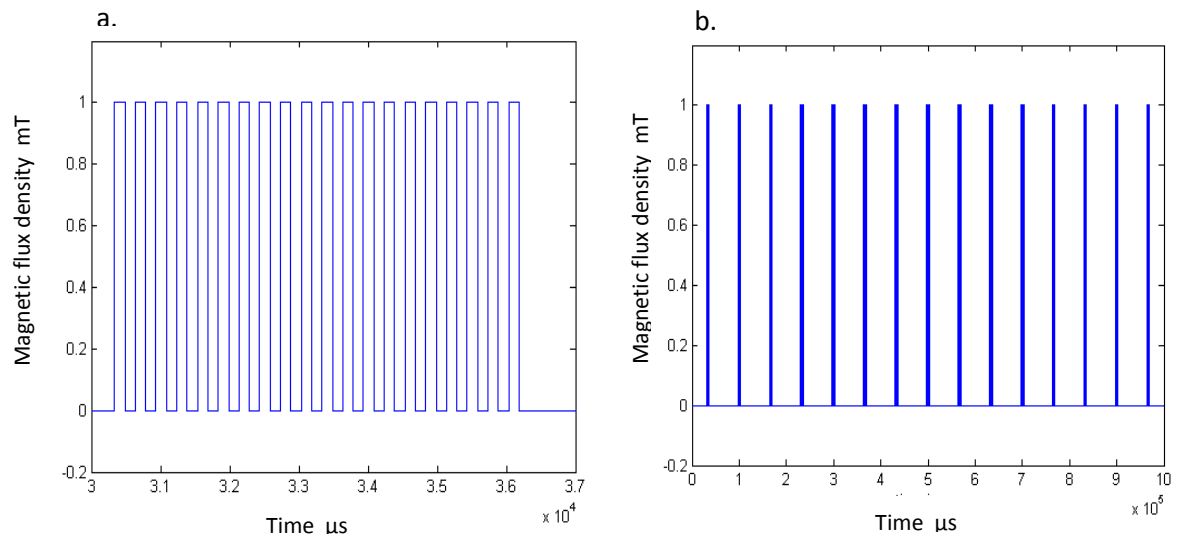 a.
Magnetic flux density mT
1
0.8
0.6
0.4
0.2
0
-0.2
3 3.1 3.2 3.3 3.4 3.5 3.6 3.7
x 10^4
Time µs
b.
Magnetic flux density mT
1
0.8
0.6
0.4
0.2
0
-0.2
0 1 2 3 4 5 6 7 8 9 10
x 10^5
Time µs